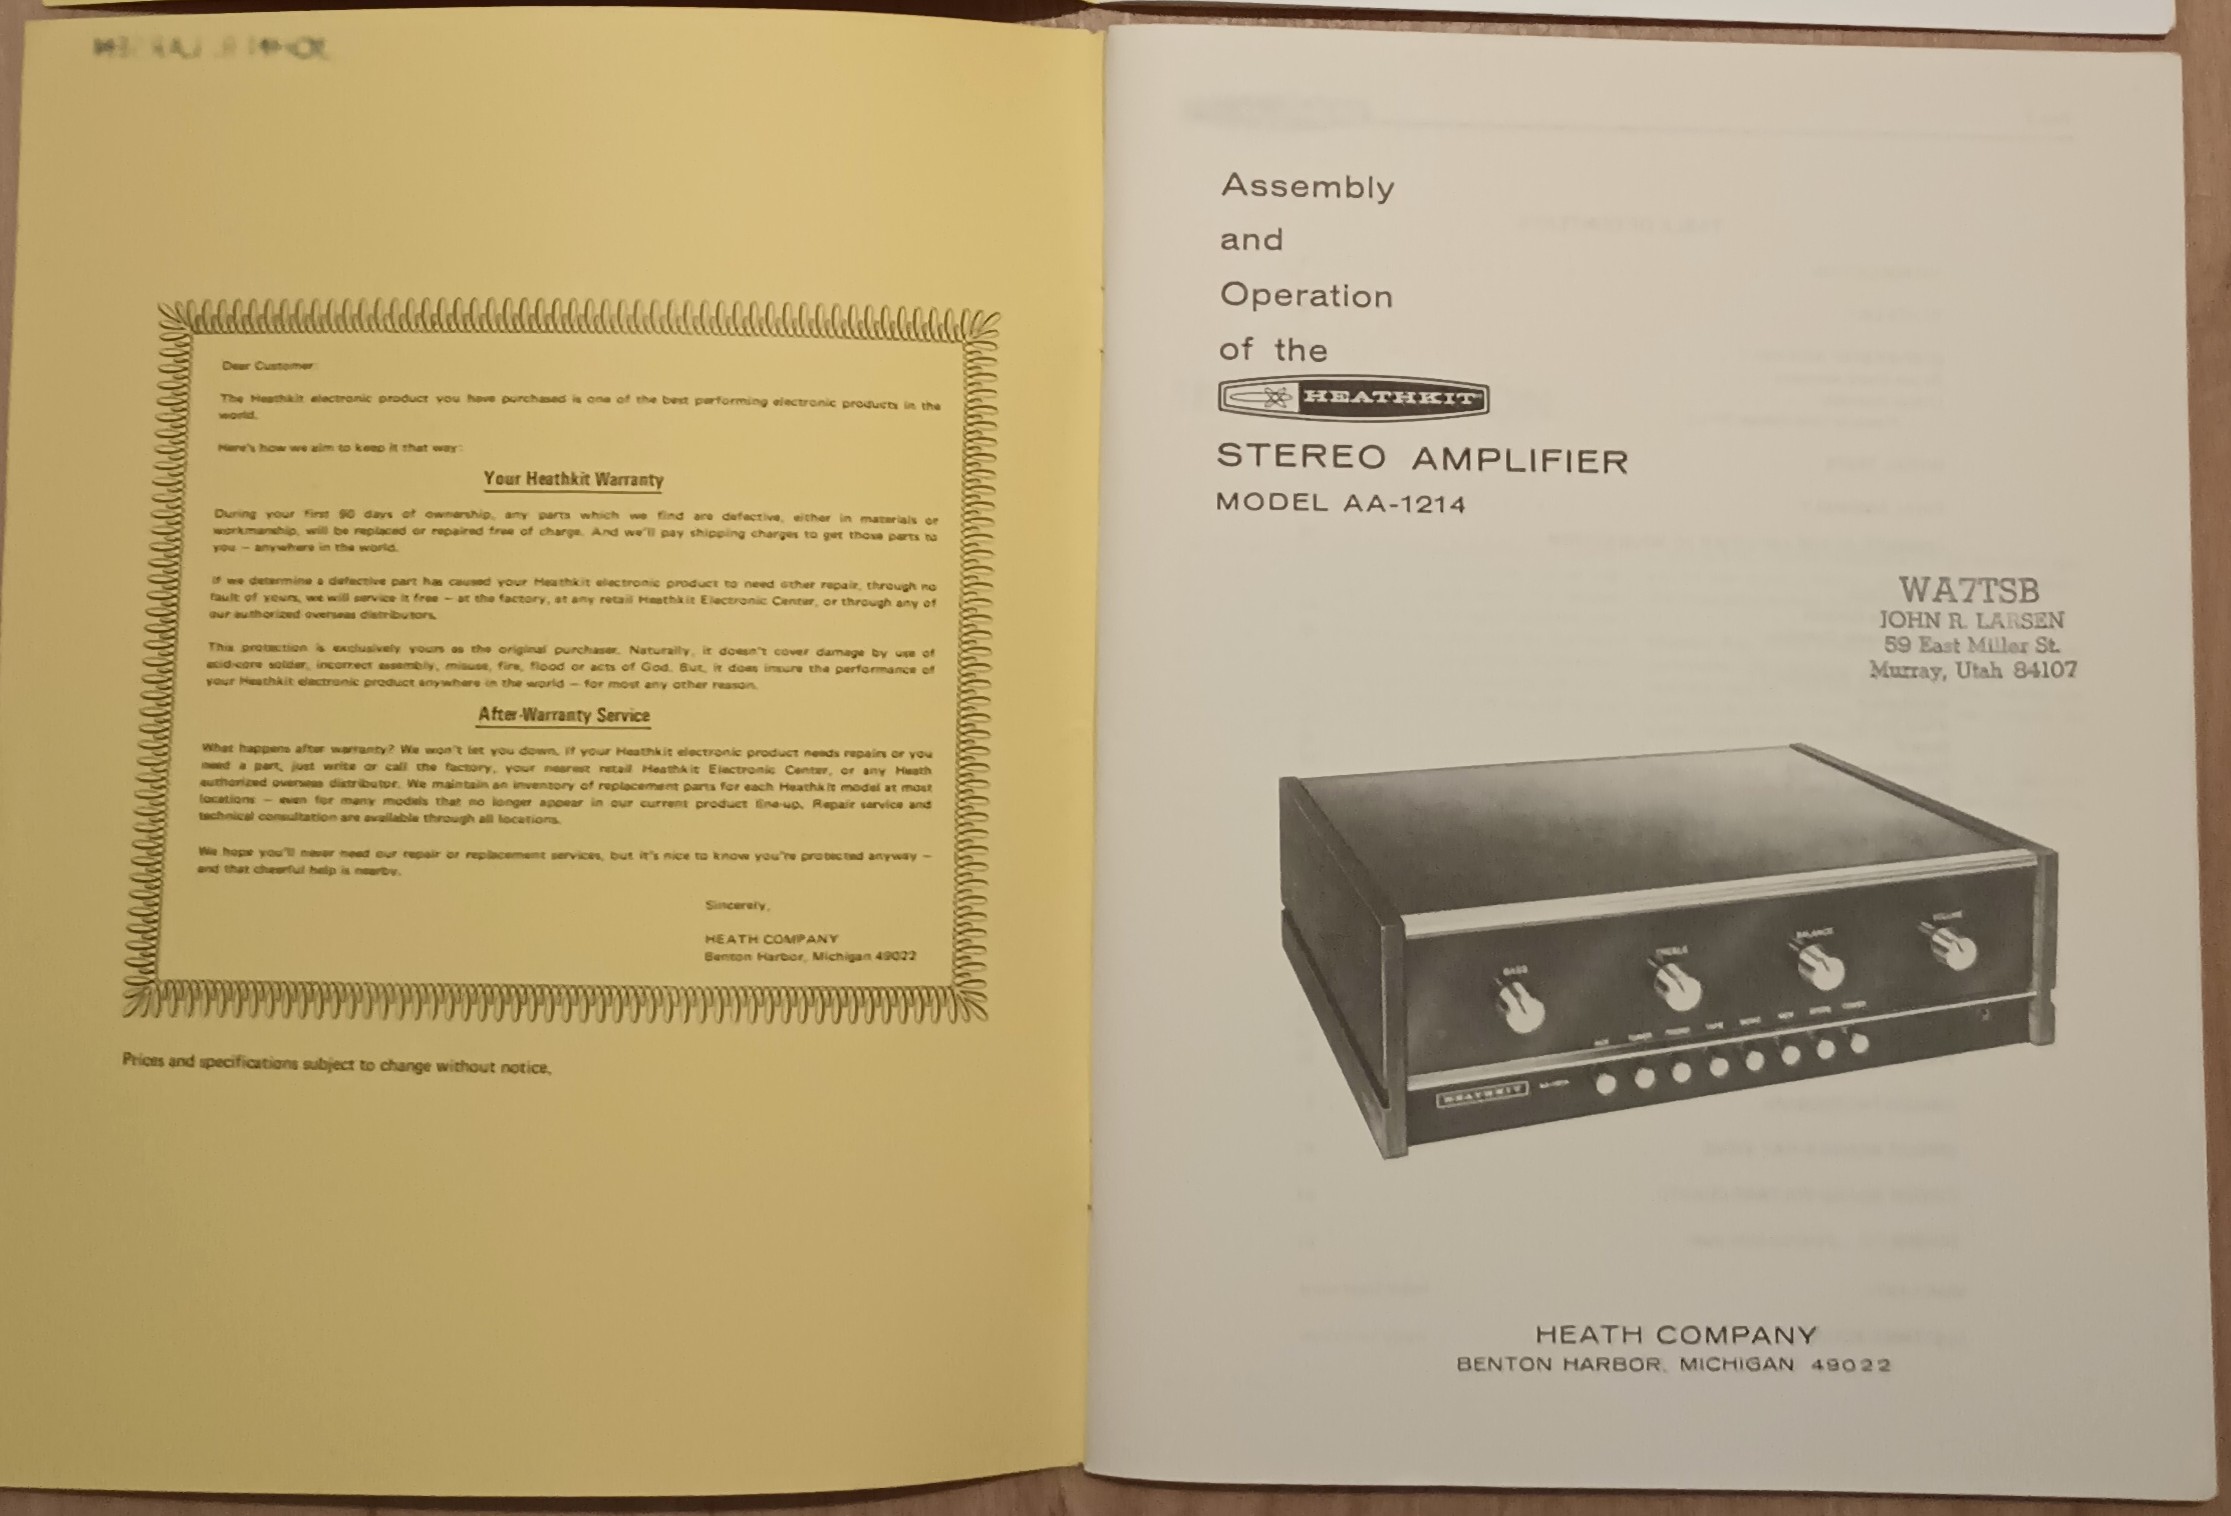 Dear Customer:
The Heathkit electronic product you have purchased is one of the best performing electronic products in the
world.
Here's how we aim to keep it that way:
Your Heathkit Warranty
During your first 90 days of ownership, any parts which we find are defective, either in materials or
workmanship, will be replaced or repaired free of charge. And we'll pay shipping charges to get those parts to
you – anywhere in the world.
If we determine a defective part has caused your Heathkit electronic product to need other repair, through no
fault of yours, we will service it free – at the factory, at any retail Heathkit Electronic Center, or through any of
our authorized overseas distributors.
This protection is exclusively yours as the original purchaser. Naturally, it doesn't cover damage by use of
acid-core solder, incorrect assembly, misuse, fire, flood or acts of God. But, it does insure the performance of
your Heathkit electronic product anywhere in the world – for most any other reason.
After-Warranty Service
What happens after warranty? We won't let you down. If your Heathkit electronic product needs repairs or you
need a part, just write or call the factory, your nearest retail Heathkit Electronic Center, or any Heath
authorized overseas distributor. We maintain an inventory of replacement parts for each Heathkit model at most
locations – even for many models that no longer appear in our current product line-up. Repair service and
technical consultation are available through all locations.
We hope you'll never need our repair or replacement services, but it's nice to know you're protected anyway –
and that cheerful help is nearby.
Sincerely,
HEATH COMPANY
Benton Harbor, Michigan 49022
Prices and specifications subject to change without notice.
Assembly
and
Operation
of the
HEATHKIT
STEREO AMPLIFIER
MODEL AA-1214
WA7TSB
JOHN R. LARSEN
59 East Miller St.
Murray, Utah 84107
BASS
TREBLE
BALANCE
VOLUME
AUX TUNER PHONO TAPE MONO
HEATHKIT
HEATH COMPANY
BENTON HARBOR, MICHIGAN 49022